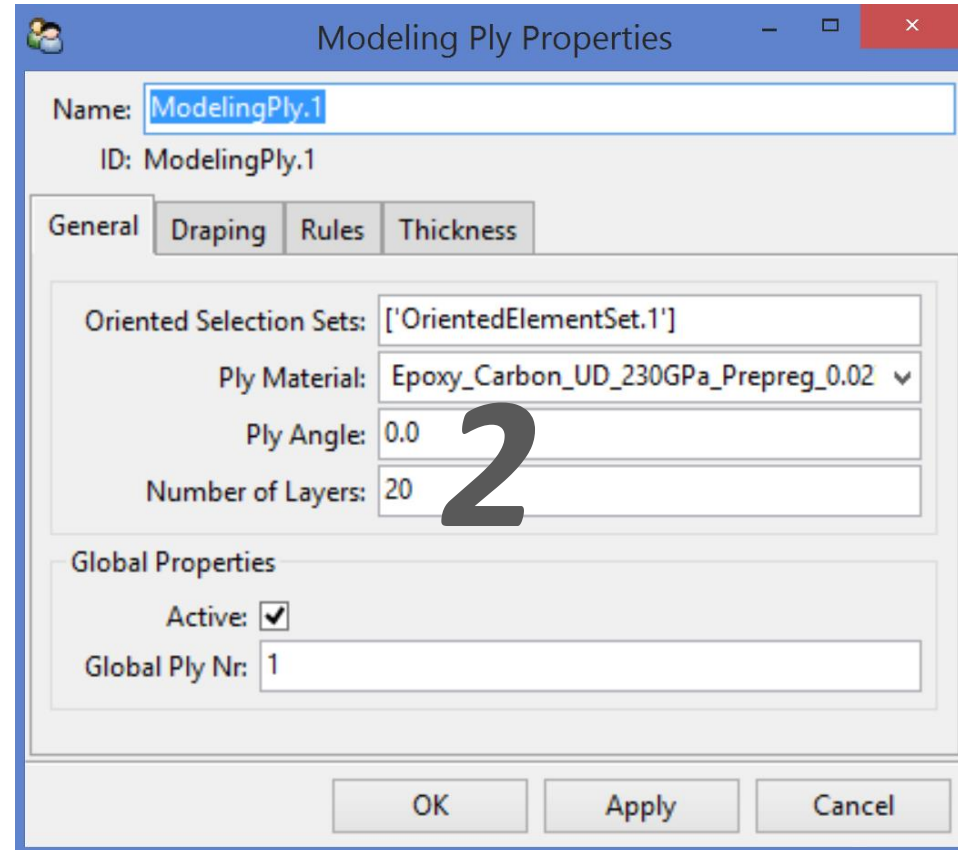 Modeling Ply Properties
Name: ModelingPly.1
ID: ModelingPly.1
General Draping Rules Thickness
Oriented Selection Sets: ['OrientedElementSet.1']
Ply Material: Epoxy_Carbon_UD_230GPa_Prepreg_0.02
Ply Angle: 0.0
2
Number of Layers: 20
Global Properties
Active:
Global Ply Nr: 1
OK Apply Cancel